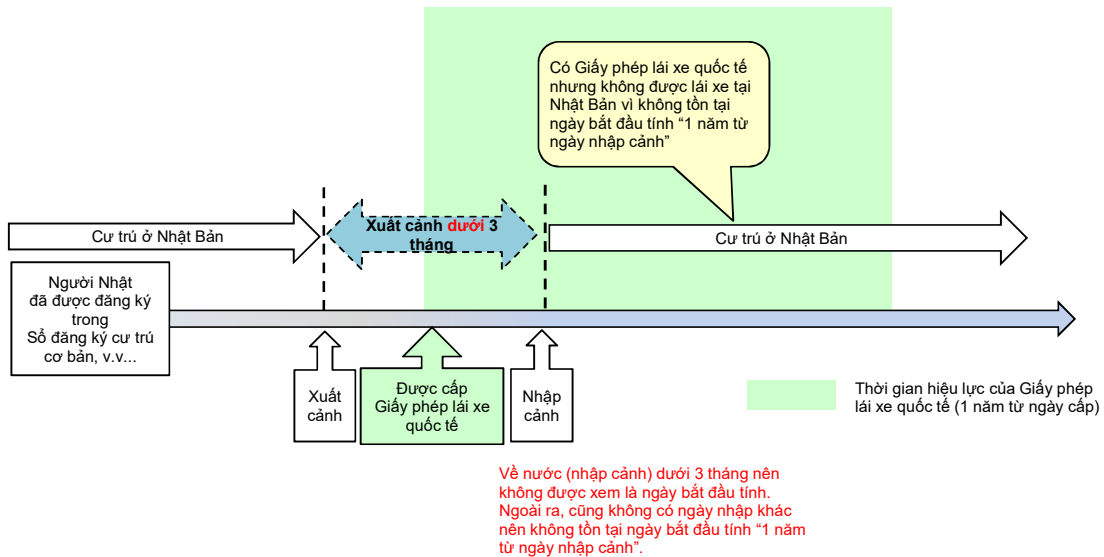 Có Giấy phép lái xe quốc tế
nhưng không được lái xe tại
Nhật Bản vì không tồn tại
ngày bắt đầu tính “1 năm từ
ngày nhập cảnh”
Cư trú ở Nhật Bản
Xuất cảnh dưới 3
tháng
Cư trú ở Nhật Bản
Người Nhật
đã được đăng ký
trong
Sổ đăng ký cư trú
cơ bản, v.v...
Xuất
cảnh
Được cấp
Giấy phép lái xe
quốc tế
Nhập
cảnh
Thời gian hiệu lực của Giấy phép
lái xe quốc tế (1 năm từ ngày cấp)
Về nước (nhập cảnh) dưới 3 tháng nên
không được xem là ngày bắt đầu tính.
Ngoài ra, cũng không có ngày nhập khác
nên không tồn tại ngày bắt đầu tính “1 năm
từ ngày nhập cảnh”.